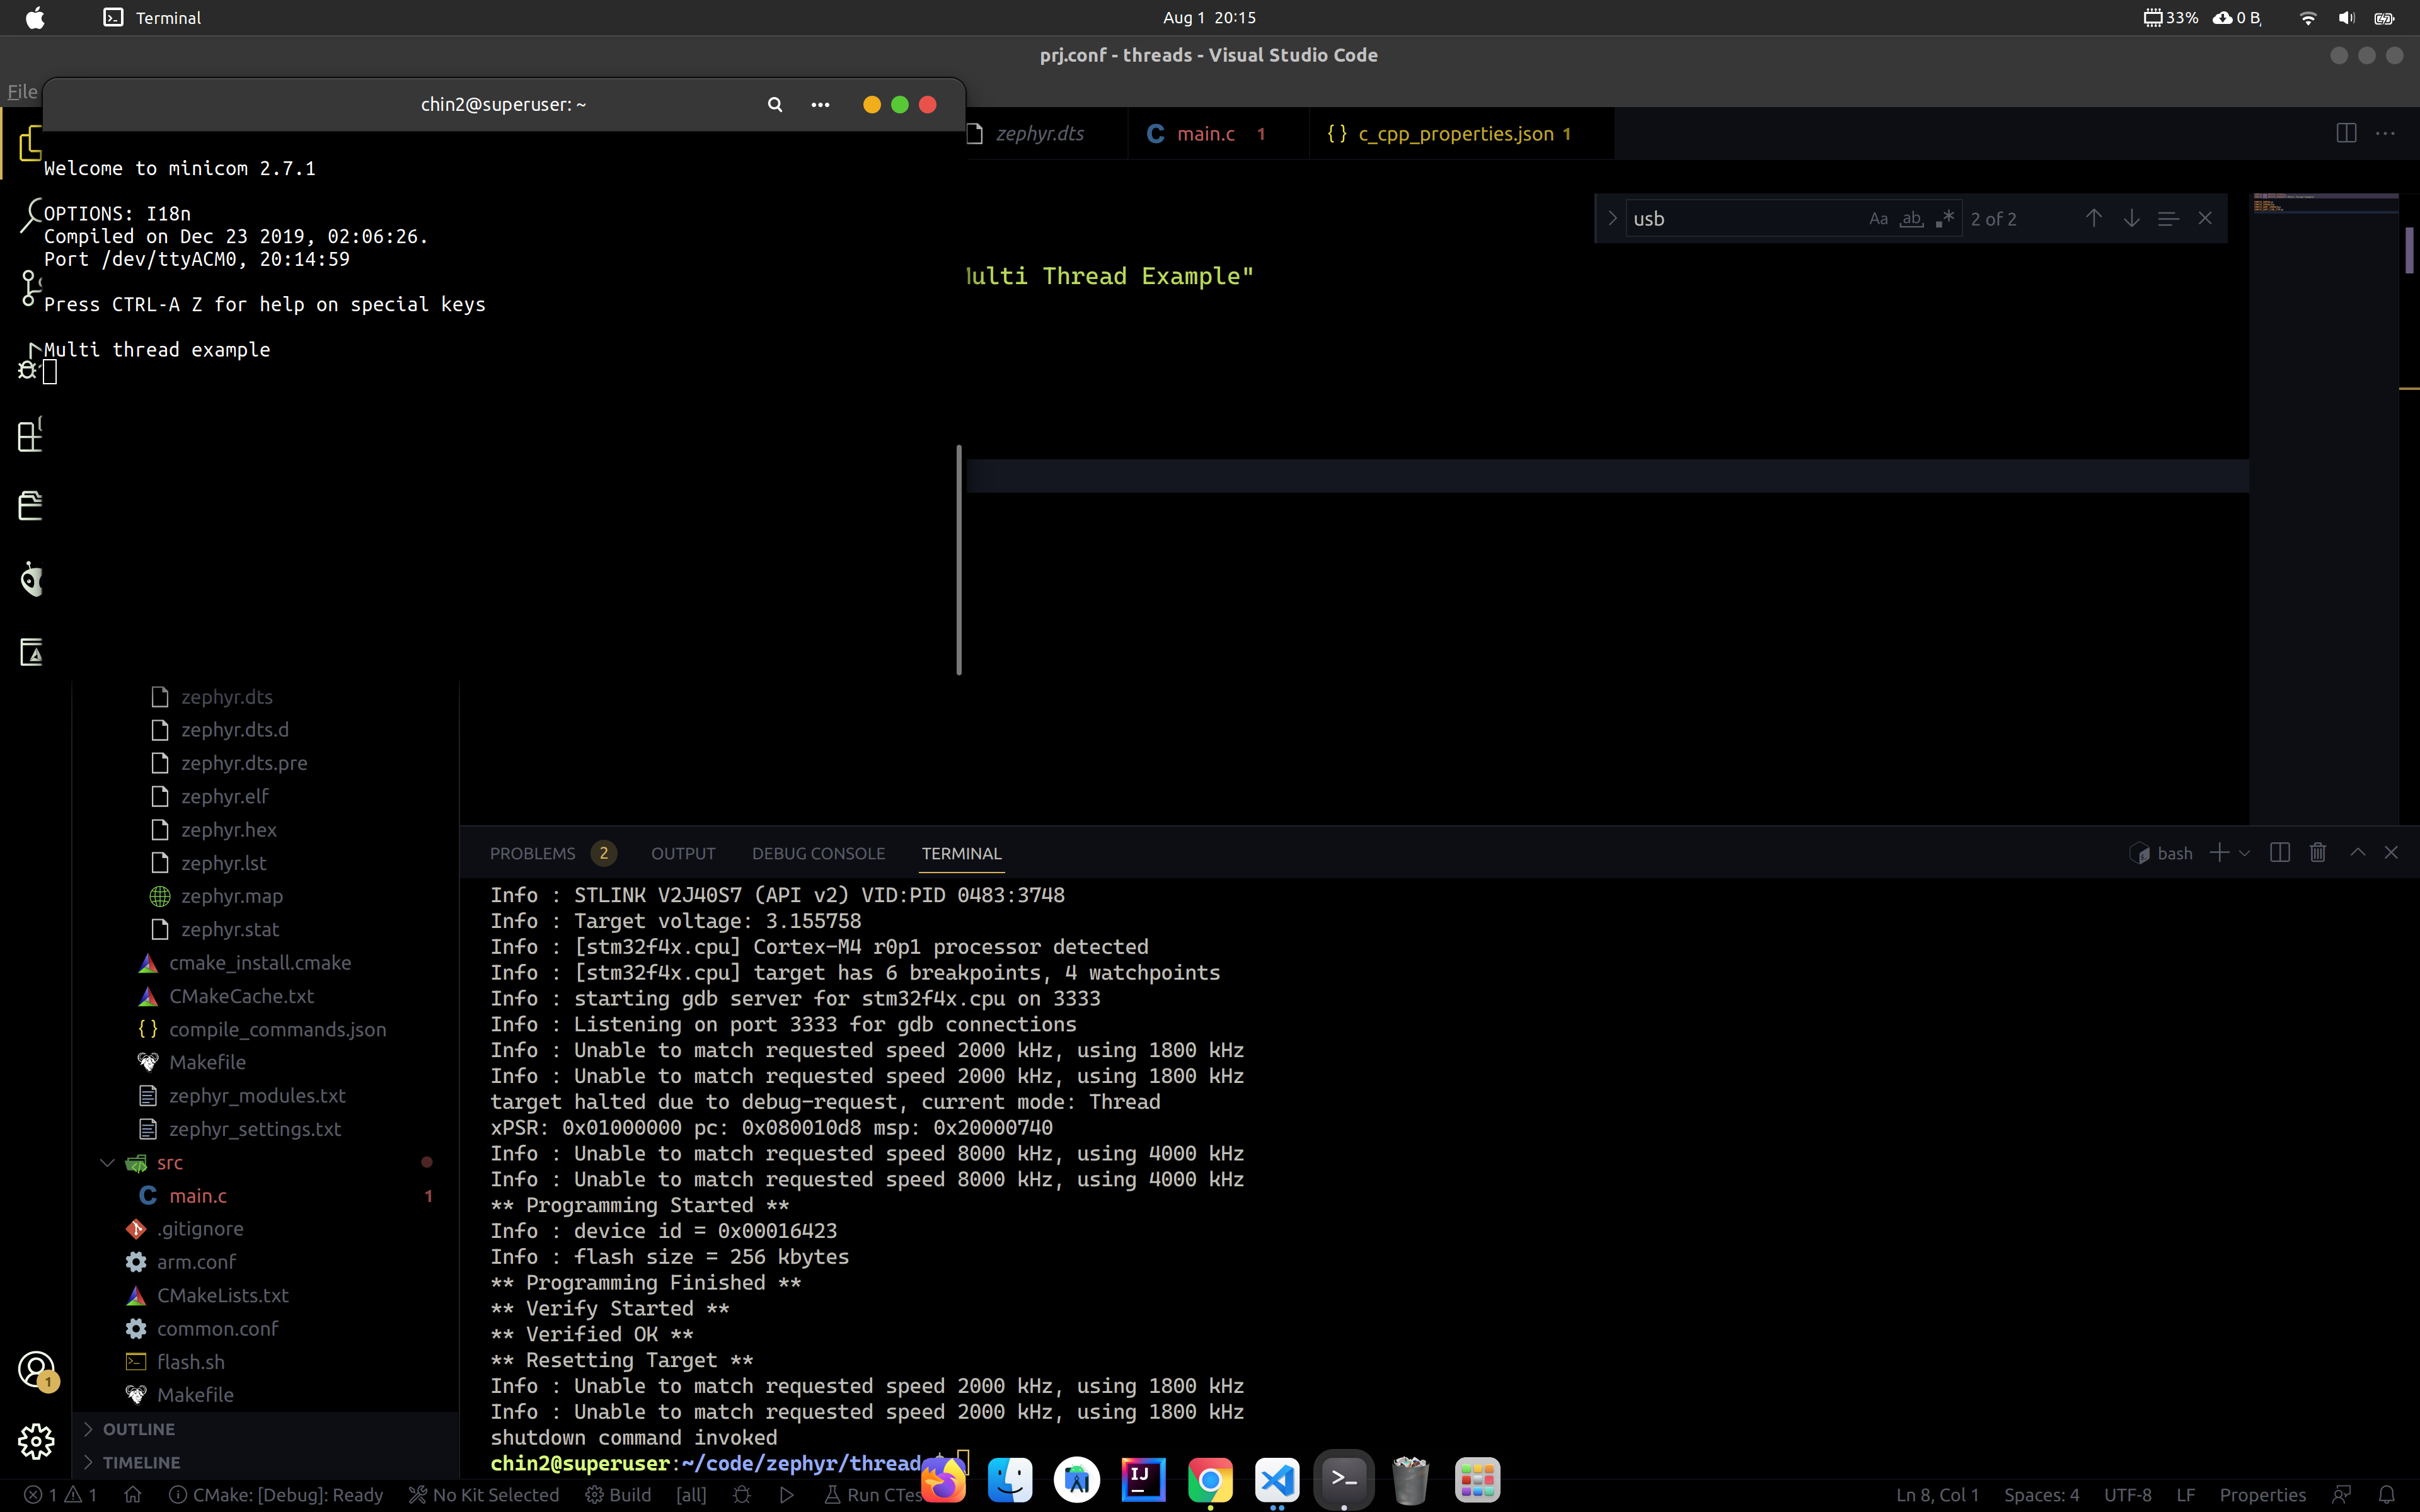 Terminal
Aug 1 20:15
33%
0 B
prj.conf - threads - Visual Studio Code
File
chin2@superuser: ~
zephyr.dts
C main.c 1
{ } c_cpp_properties.json 1
Welcome to minicom 2.7.1
OPTIONS: I18n
Compiled on Dec 23 2019, 02:06:26.
Port /dev/ttyACM0, 20:14:59
Press CTRL-A Z for help on special keys
Multi thread example
usb
Aa ab .* 2 of 2
Multi Thread Example"
zephyr.dts
zephyr.dts.d
zephyr.dts.pre
zephyr.elf
zephyr.hex
zephyr.lst
zephyr.map
zephyr.stat
cmake_install.cmake
CMakeCache.txt
{ } compile_commands.json
Makefile
zephyr_modules.txt
zephyr_settings.txt
src
C main.c 1
.gitignore
arm.conf
CMakeLists.txt
common.conf
flash.sh
Makefile
OUTLINE
TIMELINE
1
PROBLEMS 2 OUTPUT DEBUG CONSOLE TERMINAL
bash
Info : STLINK V2J40S7 (API v2) VID:PID 0483:3748
Info : Target voltage: 3.155758
Info : [stm32f4x.cpu] Cortex-M4 r0p1 processor detected
Info : [stm32f4x.cpu] target has 6 breakpoints, 4 watchpoints
Info : starting gdb server for stm32f4x.cpu on 3333
Info : Listening on port 3333 for gdb connections
Info : Unable to match requested speed 2000 kHz, using 1800 kHz
Info : Unable to match requested speed 2000 kHz, using 1800 kHz
target halted due to debug-request, current mode: Thread
xPSR: 0x01000000 pc: 0x080010d8 msp: 0x20000740
Info : Unable to match requested speed 8000 kHz, using 4000 kHz
Info : Unable to match requested speed 8000 kHz, using 4000 kHz
** Programming Started **
Info : device id = 0x00016423
Info : flash size = 256 kbytes
** Programming Finished **
** Verify Started **
** Verified OK **
** Resetting Target **
Info : Unable to match requested speed 2000 kHz, using 1800 kHz
Info : Unable to match requested speed 2000 kHz, using 1800 kHz
shutdown command invoked
chin2@superuser:~/code/zephyr/thread
IJ
1 1 CMake: [Debug]: Ready No Kit Selected Build [all] Run CTes
Ln 8, Col 1 Spaces: 4 UTF-8 LF Properties